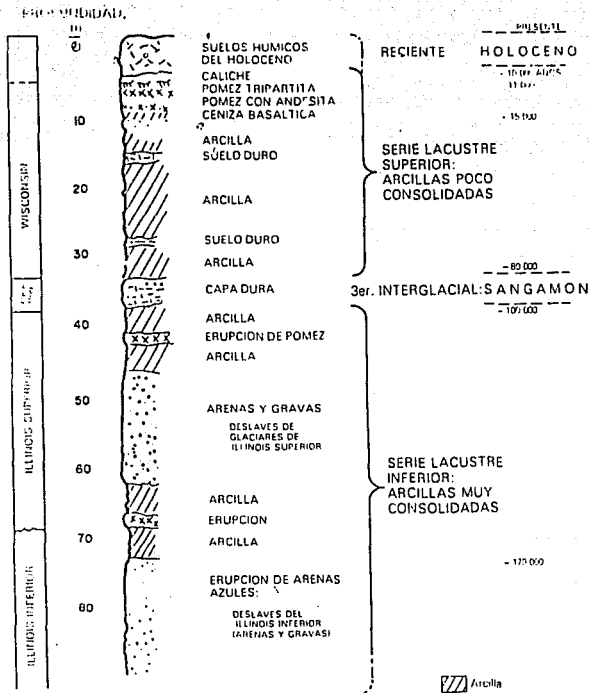 PROFUNDIDAD,
m
0
SUELOS HUMICOS
DEL HOLOCENO
RECIENTE
PRESENTE
HOLOCENO
CALICHE
POMEZ TRIPARTITA
POMEZ CON ANDESITA
CENIZA BASALTICA
10
- 15 000
ARCILLA
SUELO DURO
SERIE LACUSTRE
SUPERIOR:
ARCILLAS POCO
CONSOLIDADAS
WISCONSIN
20
ARCILLA
SUELO DURO
30
ARCILLA
- 80 000
CAPA DURA
3er. INTERGLACIAL: SANGAMON
- 100 000
ARCILLA
40
ERUPCION DE POMEZ
ARCILLA
ILLINOIS SUPERIOR
50
ARENAS Y GRAVAS
DESLAVES DE
GLACIARES DE
ILLINOIS SUPERIOR
60
SERIE LACUSTRE
INFERIOR:
ARCILLAS MUY
CONSOLIDADAS
ARCILLA
ERUPCION
70
ARCILLA
- 170 000
ILLINOIS INFERIOR
ERUPCION DE ARENAS
AZULES:
80
DESLAVES DEL
ILLINOIS INFERIOR
(ARENAS Y GRAVAS)
Arcilla